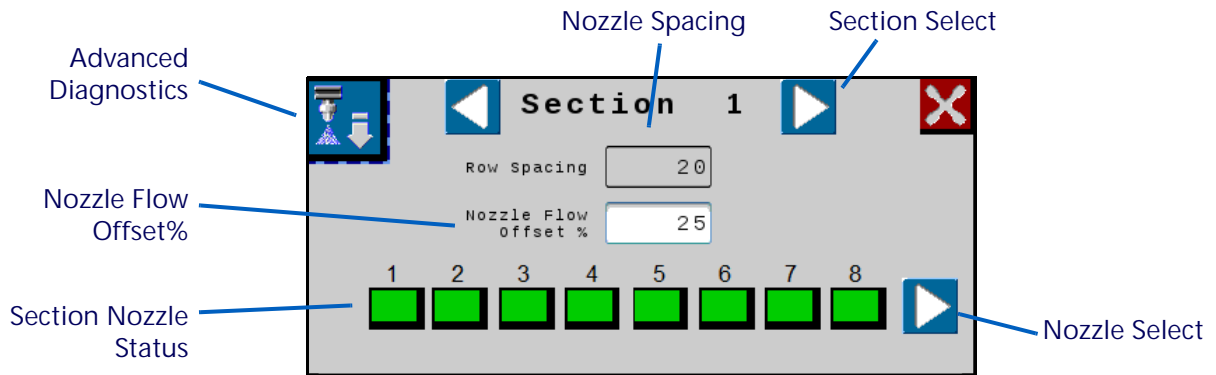 Nozzle Spacing
Section Select
Advanced
Diagnostics
Section 1
Row Spacing 20
Nozzle Flow
Offset%
Nozzle Flow
Offset % 25
1 2 3 4 5 6 7 8
Section Nozzle
Status
Nozzle Select